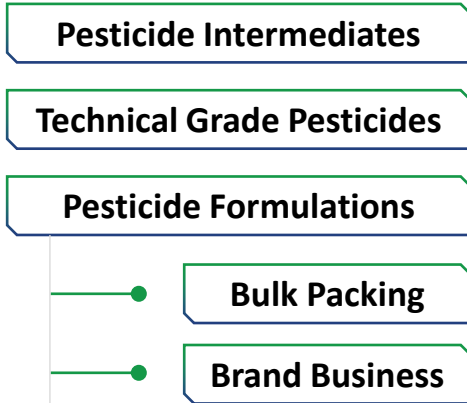 Pesticide Intermediates
Technical Grade Pesticides
Pesticide Formulations
Bulk Packing
Brand Business